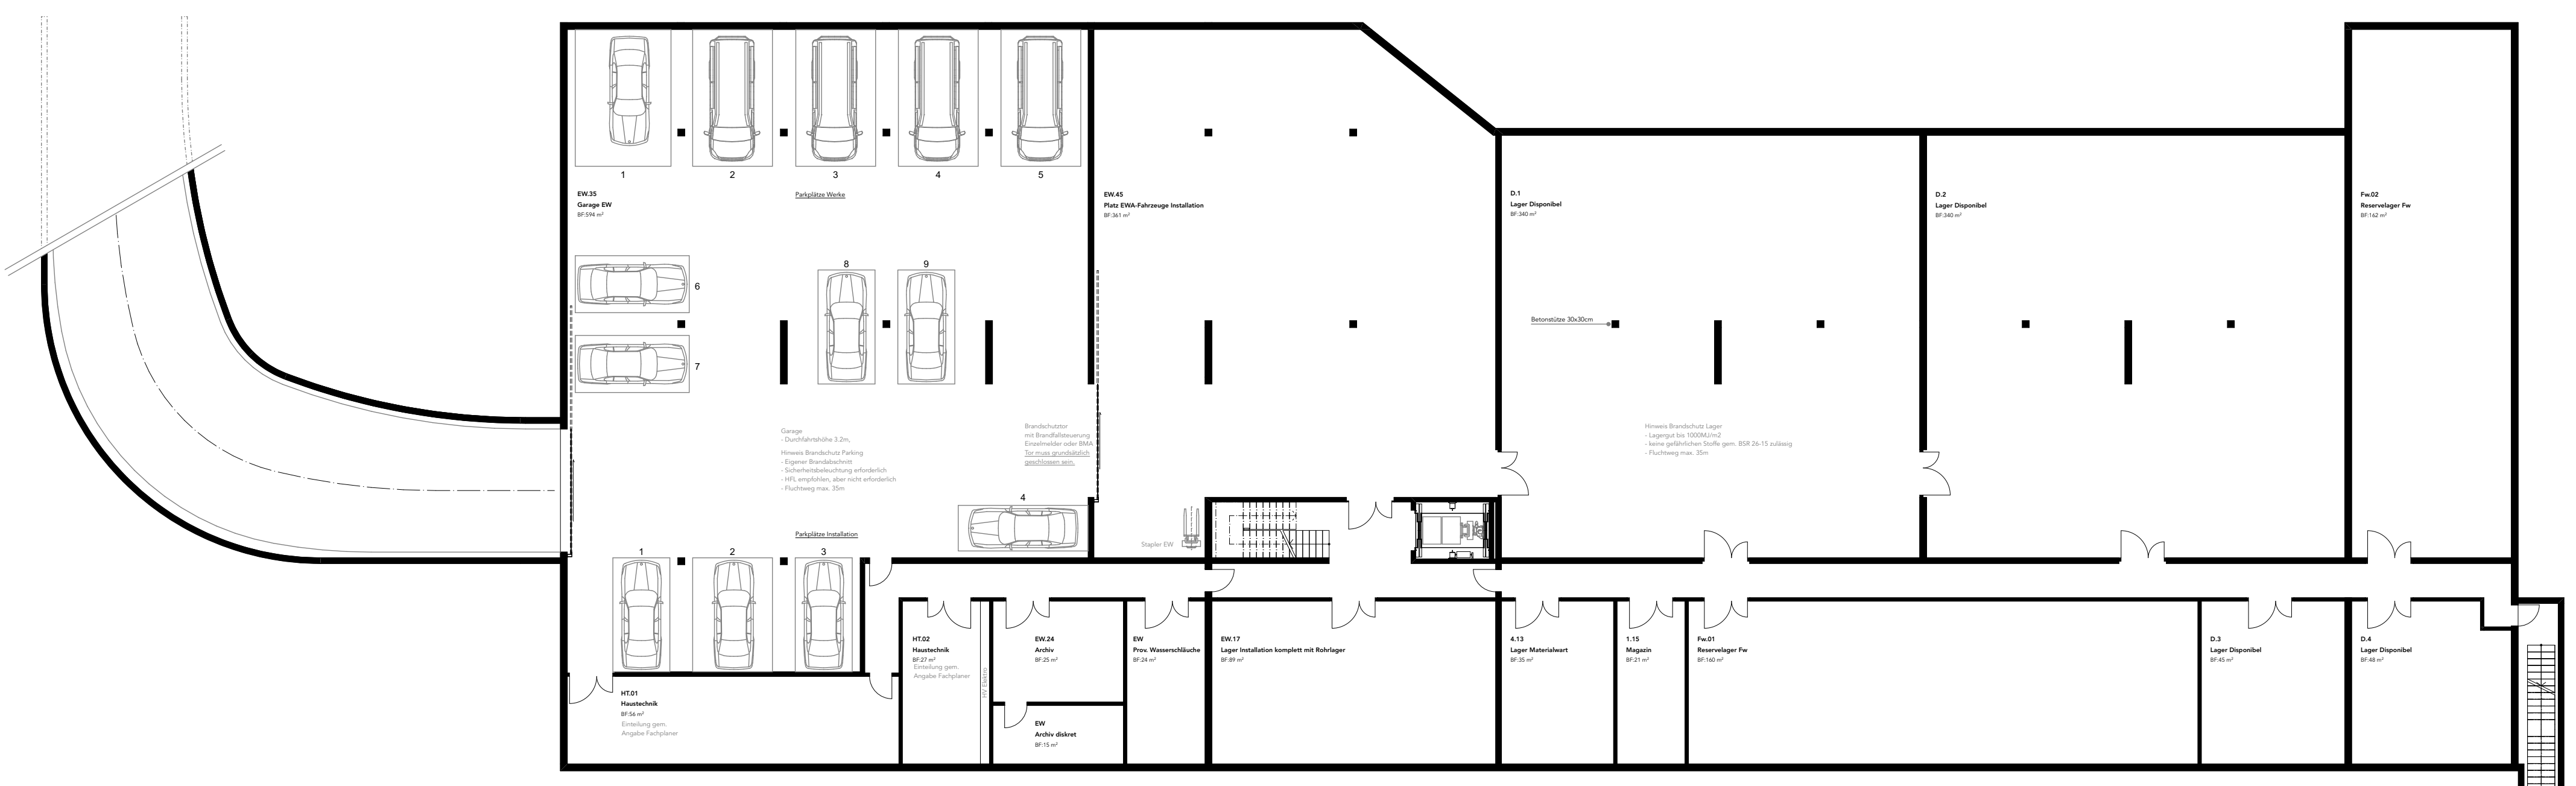 1
2
3
4
5
EW.35
Garage EW
BF:594 m²
Parkplätze Werke
EW.45
Platz EWA-Fahrzeuge Installation
BF:361 m²
D.1
Lager Disponibel
BF:340 m²
D.2
Lager Disponibel
BF:340 m²
Fw.02
Reservelager Fw
BF:162 m²
6
7
8
9
Betonstütze 30x30cm
Garage
- Durchfahrtshöhe 3.2m,
Hinweis Brandschutz Parking
- Eigener Brandabschnitt
- Sicherheitsbeleuchtung erforderlich
- HFL empfohlen, aber nicht erforderlich
- Fluchtweg max. 35m
Brandschutztor
mit Brandfallsteuerung
Einzelmelder oder BMA
Tor muss grundsätzlich
geschlossen sein.
Hinweis Brandschutz Lager
- Lagergut bis 1000MJ/m2
- keine gefährlichen Stoffe gem. BSR 26-15 zulässig
- Fluchtweg max. 35m
4
Parkplätze Installation
Stapler EW
1
2
3
HT.01
Haustechnik
BF:56 m²
Einteilung gem.
Angabe Fachplaner
HT.02
Haustechnik
BF:27 m²
Einteilung gem.
Angabe Fachplaner
HV Elektro
EW.24
Archiv
BF:25 m²
EW
Archiv diskret
BF:15 m²
EW
Prov. Wasserschläuche
BF:24 m²
EW.17
Lager Installation komplett mit Rohrlager
BF:89 m²
4.13
Lager Materialwart
BF:35 m²
1.15
Magazin
BF:21 m²
Fw.01
Reservelager Fw
BF:160 m²
D.3
Lager Disponibel
BF:45 m²
D.4
Lager Disponibel
BF:48 m²